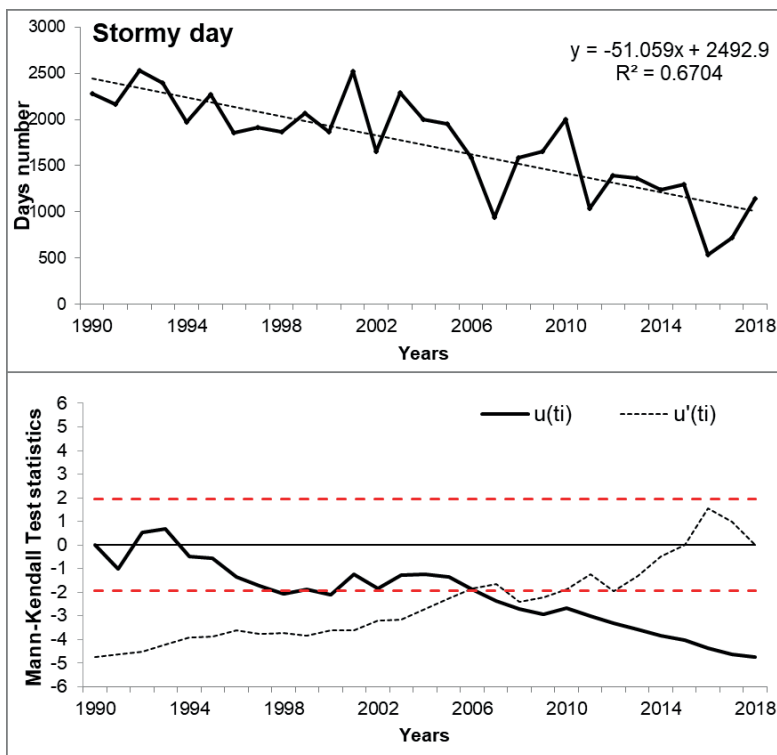 Stormy day
y = -51.059x + 2492.9
R² = 0.6704
Days number
3000
2500
2000
1500
1000
500
0
1990 1994 1998 2002 2006 2010 2014 2018
Years
u(ti) u'(ti)
Mann-Kendall Test statistics
6
5
4
3
2
1
0
-1
-2
-3
-4
-5
-6
1990 1994 1998 2002 2006 2010 2014 2018
Years